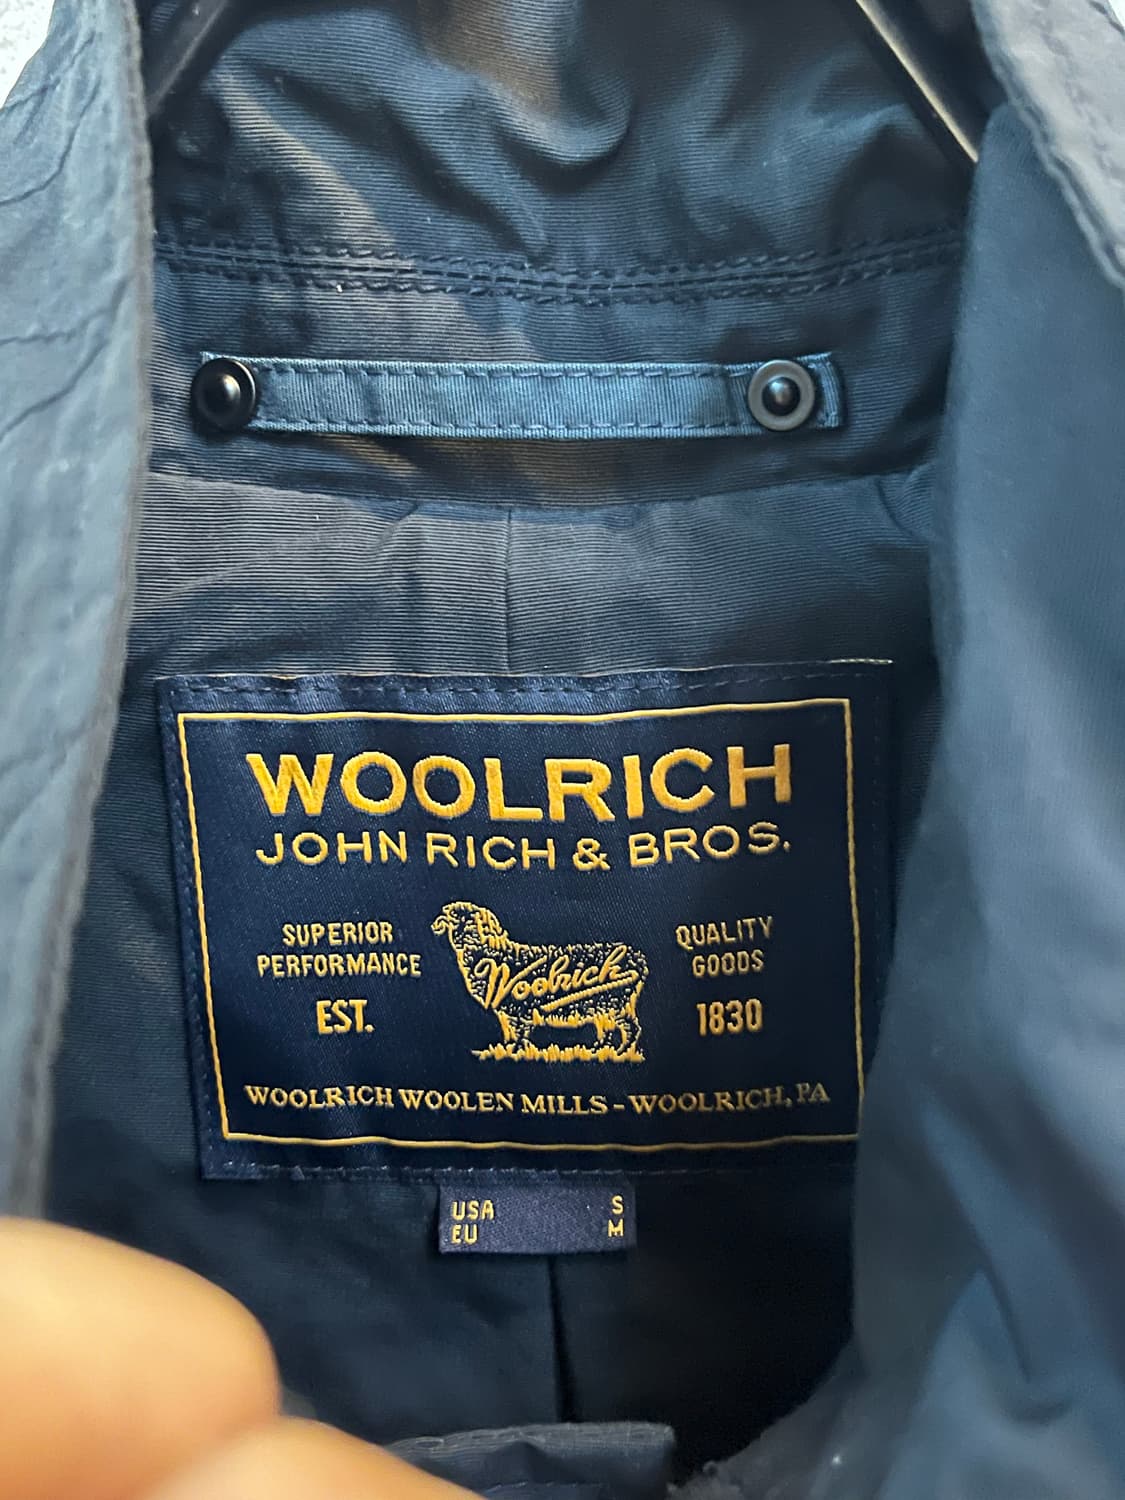 WOOLRICH
JOHN RICH & BROS.
SUPERIOR
PERFORMANCE
EST.
Woolrich
QUALITY
GOODS
1830
WOOLRICH WOOLEN MILLS - WOOLRICH, PA
USA S
EU M